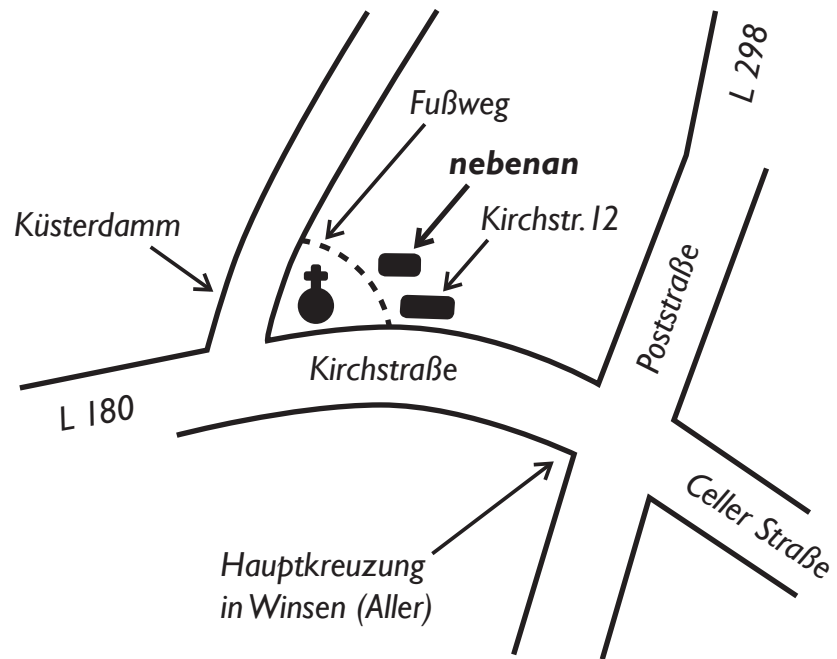 L 298
Fußweg
nebenan
Kirchstr. 12
Küsterdamm
Poststraße
Kirchstraße
L 180
Celler Straße
Hauptkreuzung
in Winsen (Aller)